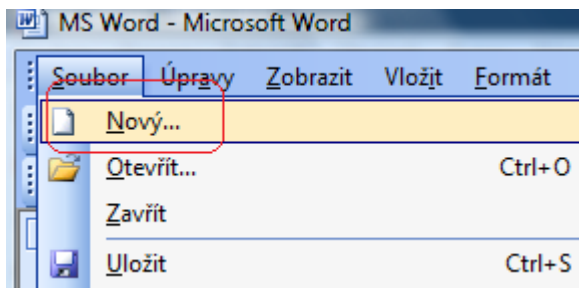 MS Word - Microsoft Word
Soubor Úpravy Zobrazit Vložit Formát
Nový...
Otevřít... Ctrl+O
Zavřít
Uložit Ctrl+S